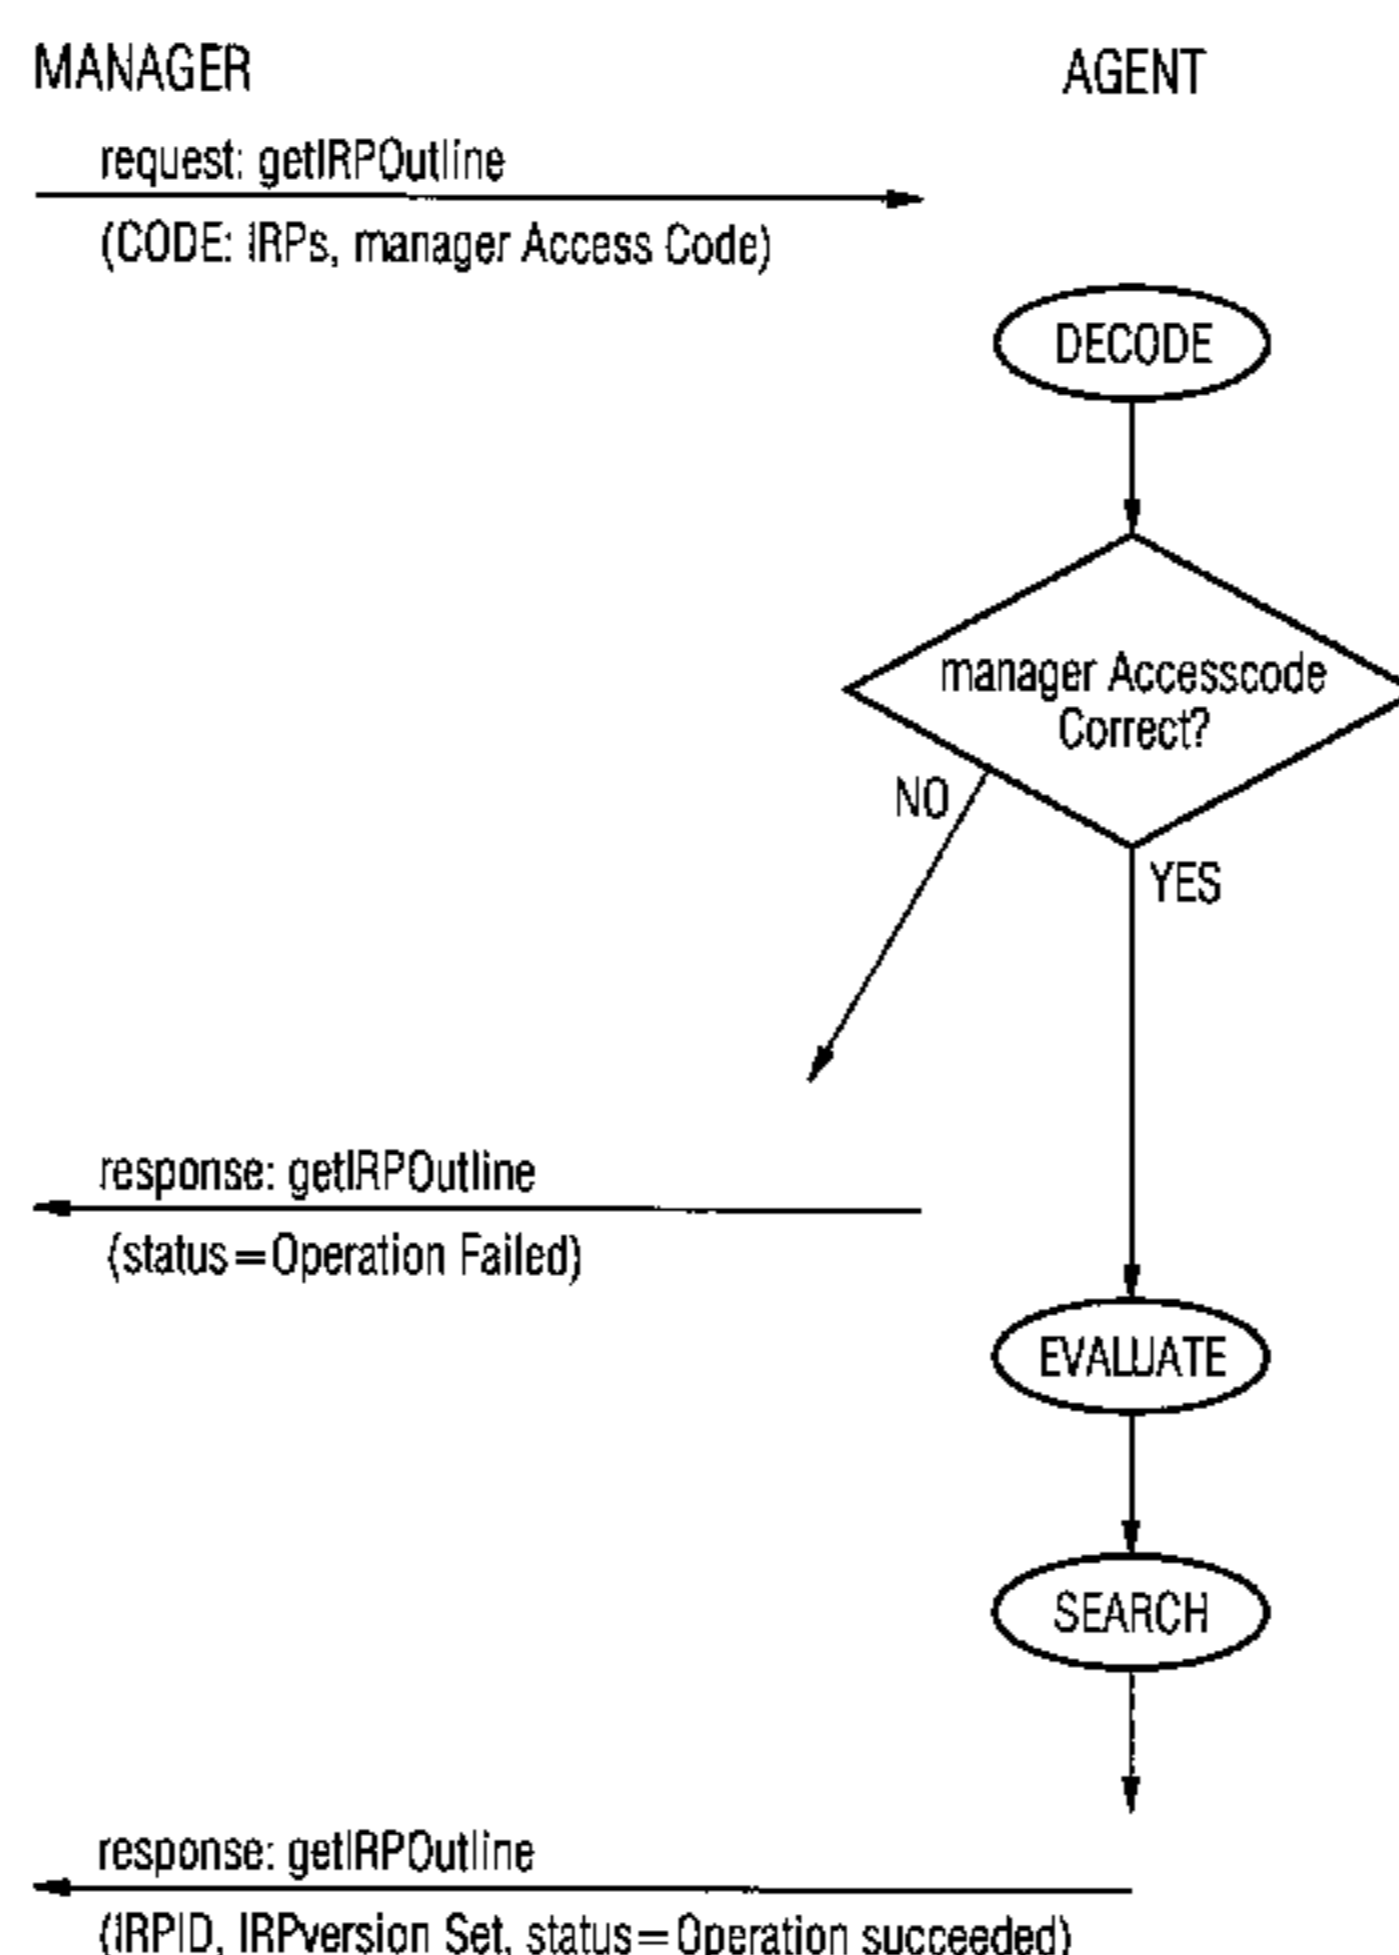 MANAGER
AGENT
request: getIRPOutline
(CODE: IRPs, manager Access Code)
DECODE
manager Accesscode
Correct?
NO
YES
response: getIRPOutline
(status=Operation Failed)
EVALUATE
SEARCH
response: getIRPOutline
(IRPID, IRPversion Set, status=Operation succeeded)